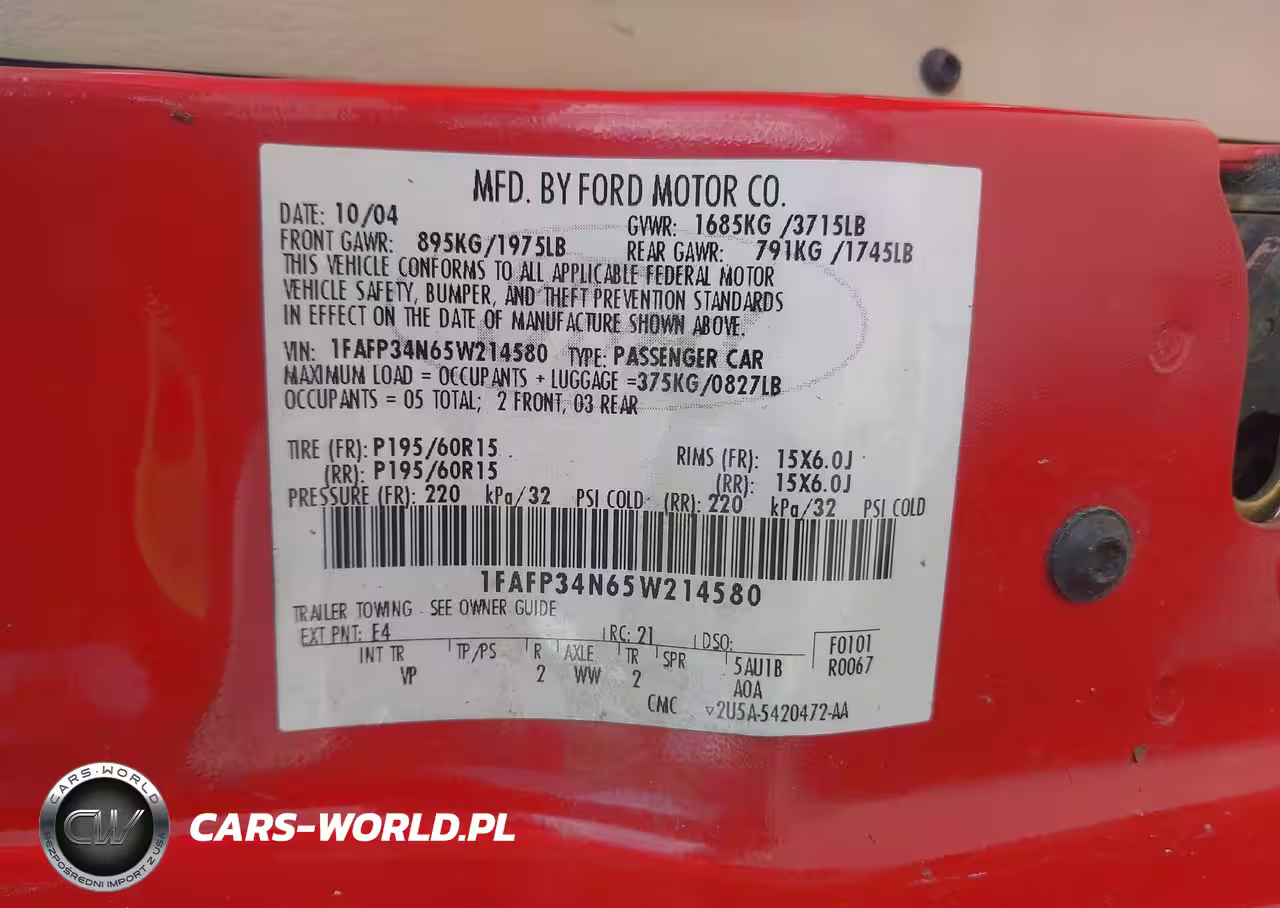 MFD. BY FORD MOTOR CO.
DATE: 10/04 GVWR: 1685KG /3715LB
FRONT GAWR: 895KG/1975LB REAR GAWR: 791KG /1745LB
THIS VEHICLE CONFORMS TO ALL APPLICABLE FEDERAL MOTOR
VEHICLE SAFETY, BUMPER, AND THEFT PREVENTION STANDARDS
IN EFFECT ON THE DATE OF MANUFACTURE SHOWN ABOVE.
VIN: 1FAFP34N65W214580 TYPE: PASSENGER CAR
MAXIMUM LOAD = OCCUPANTS + LUGGAGE =375KG/0827LB
OCCUPANTS = 05 TOTAL; 2 FRONT, 03 REAR
TIRE (FR): P195/60R15 RIMS (FR): 15X6.0J
(RR): P195/60R15 (RR): 15X6.0J
PRESSURE (FR): 220 kPa/32 PSI COLD (RR): 220 kPa/32 PSI COLD
1FAFP34N65W214580
TRAILER TOWING - SEE OWNER GUIDE
EXT PNT: E4 RC: 21 DSO: F0101
INT TR TP/PS R AXLE TR SPR 5AU1B R0067
VP 2 WW 2 A0A
CMC ▽2U5A-5420472-AA
CARS-WORLD
CW
BEZPOŚREDNI IMPORT Z USA
CARS-WORLD.PL